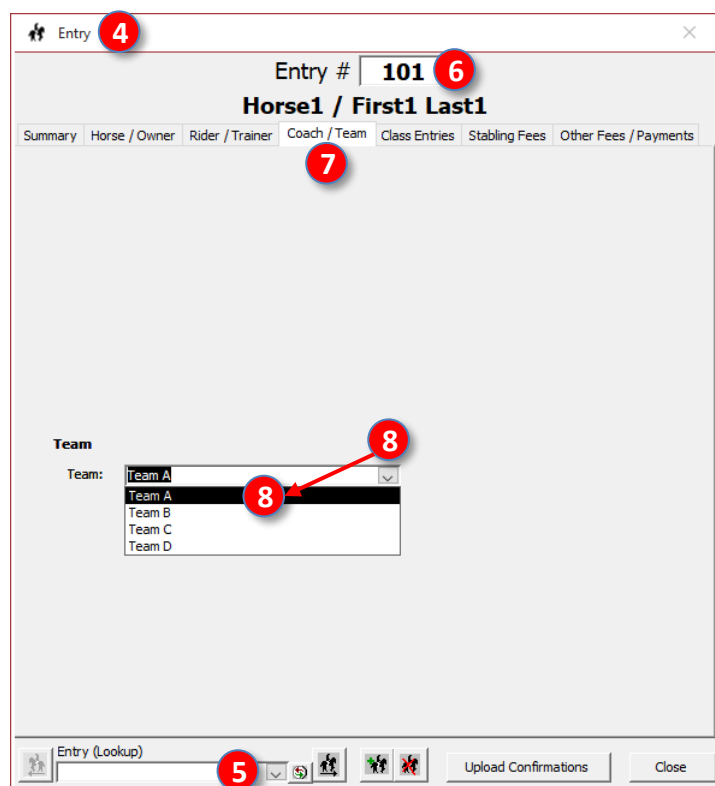 Entry 4
Entry # 101 6
Horse1 / First1 Last1
Summary Horse / Owner Rider / Trainer Coach / Team Class Entries Stabling Fees Other Fees / Payments
7
Team
8
Team: Team A
Team A 8
Team B
Team C
Team D
Entry (Lookup)
5 Upload Confirmations Close